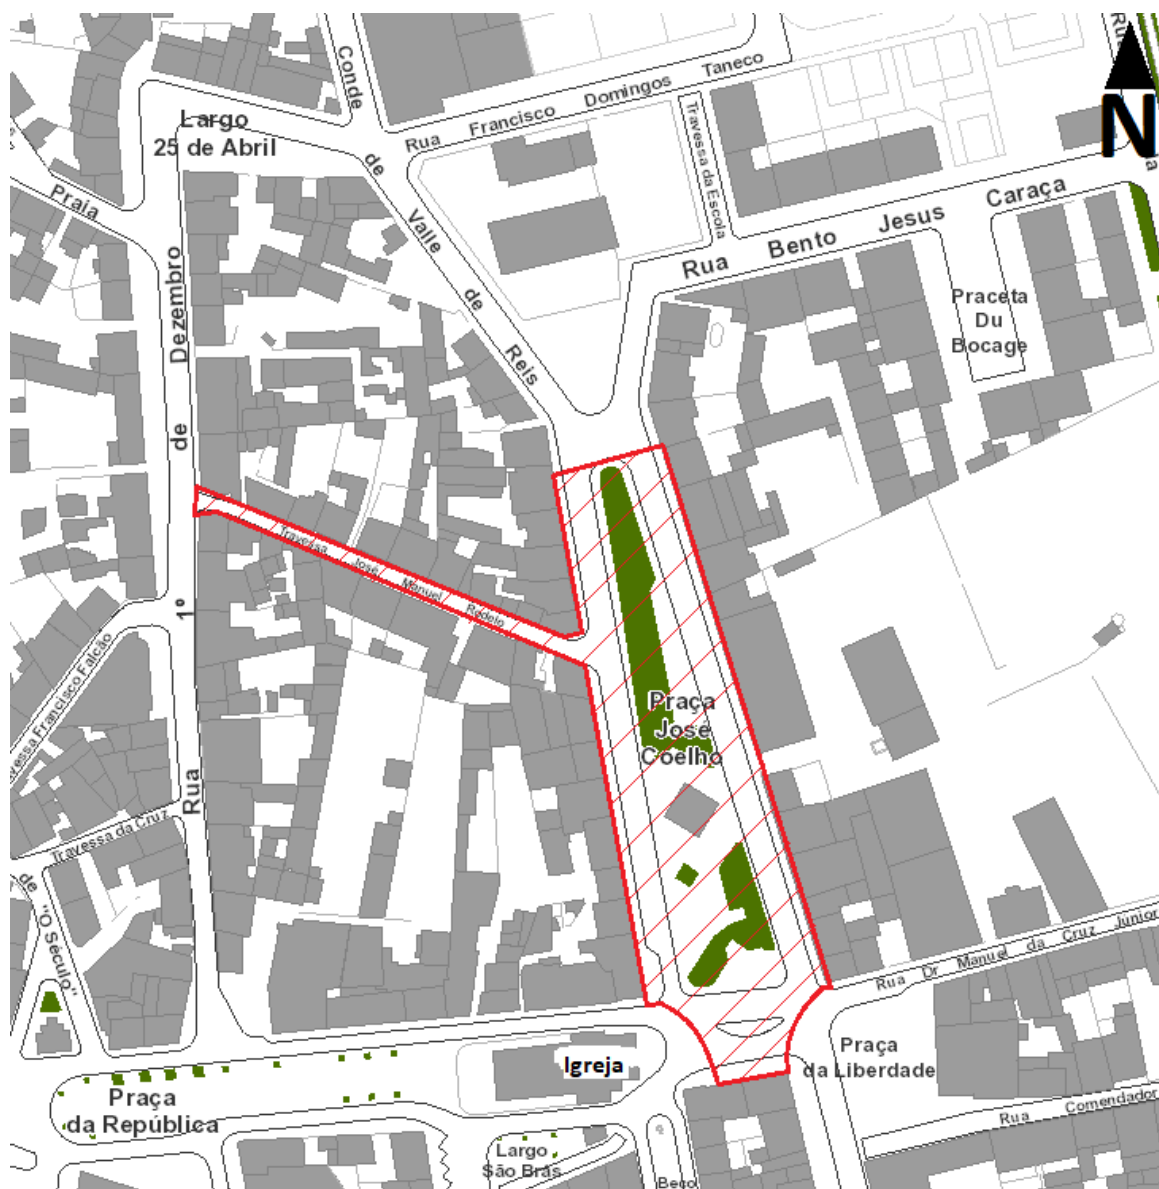 Conde
de
Valle
de
Reis
Rua Francisco Domingos Taneco
Rua
N
Largo
25 de Abril
Travessa da Escola
Praia
Rua Bento Jesus Caraça
Praceta
Du
Bocage
Rua 1º de Dezembro
Travessa José Manuel Rodelo
Francisco Falcão
Praça
José
Coelho
Travessa da Cruz
de "O Século"
Rua Dr Manuel da Cruz Júnior
Praça
da Liberdade
Igreja
Praça
da República
Rua Comendador
Largo
São Brás
Beco